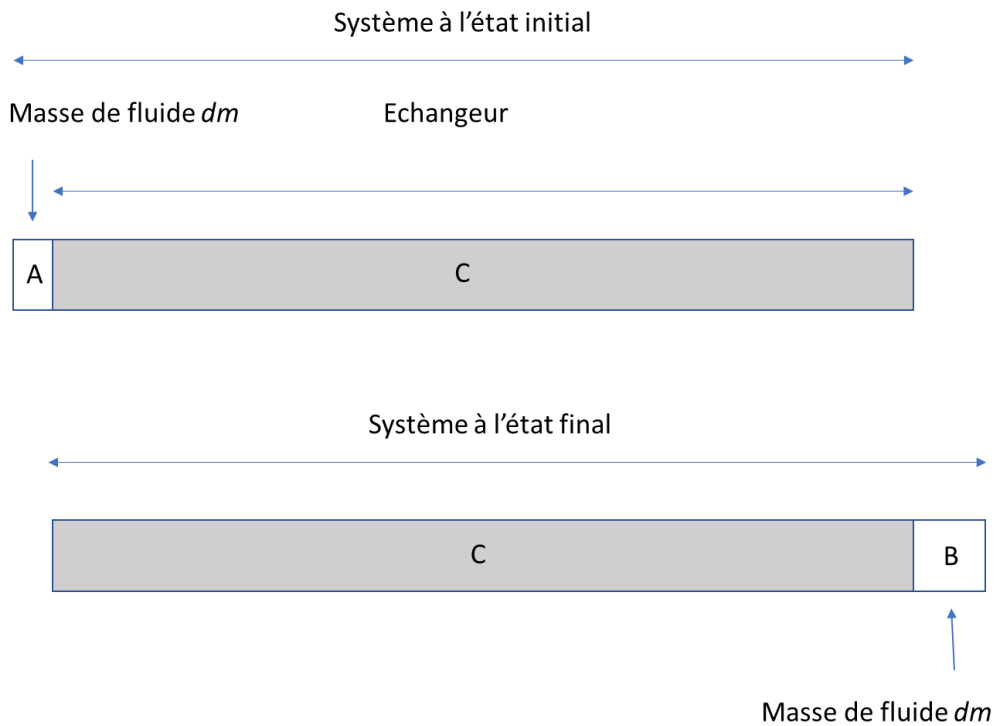 Système à l'état initial
Masse de fluide dm
Echangeur
A
C
Système à l'état final
C
B
Masse de fluide dm